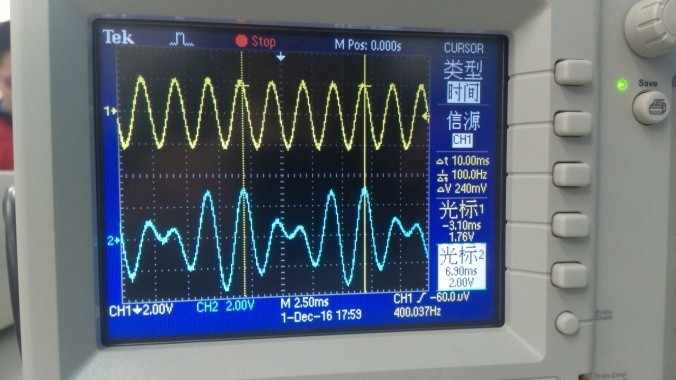 Tek
Stop
M Pos: 0.000s
CURSOR
类型
时间
信源
CH1
Δt 10.00ms
1/Δt 100.0Hz
ΔV 240mV
光标1
-3.10ms
1.76V
光标2
6.90ms
2.00V
1
2
CH1 2.00V
CH2 2.00V
M 2.50ms
CH1 -60.0uV
1-Dec-16 17:59
400.037Hz
Save